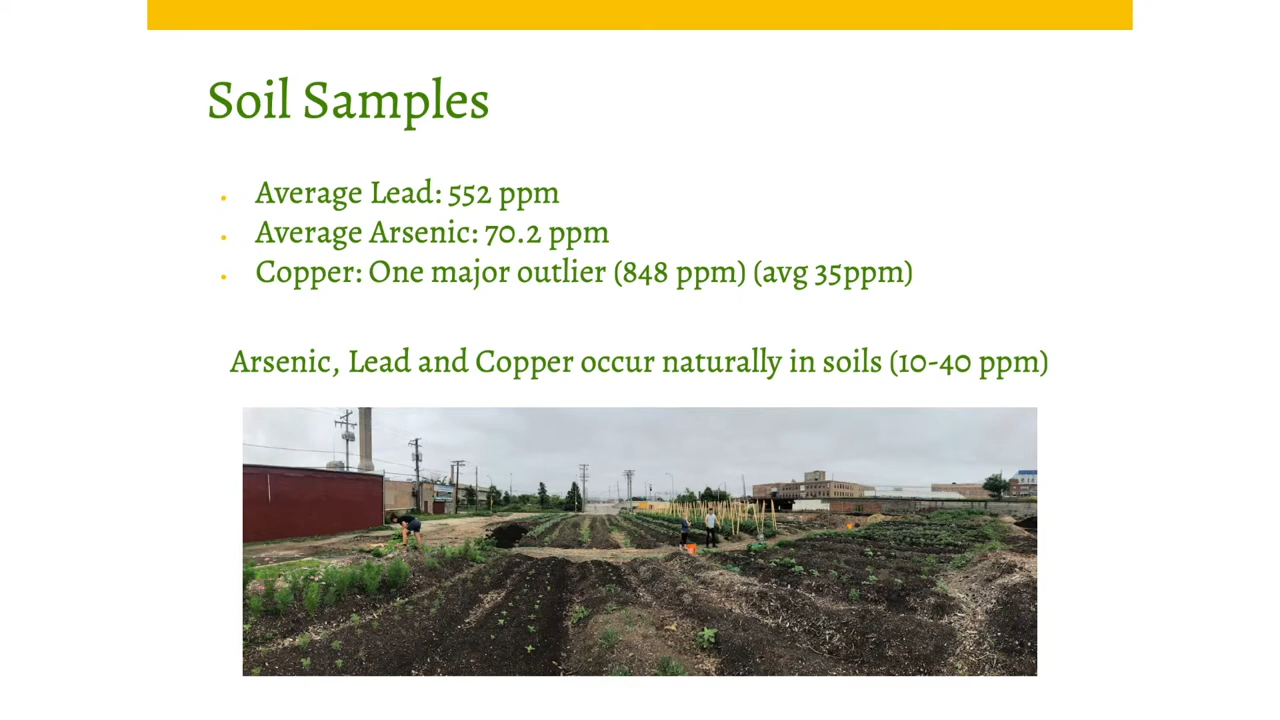 Soil Samples
• Average Lead: 552 ppm
• Average Arsenic: 70.2 ppm
• Copper: One major outlier (848 ppm) (avg 35ppm)
Arsenic, Lead and Copper occur naturally in soils (10-40 ppm)